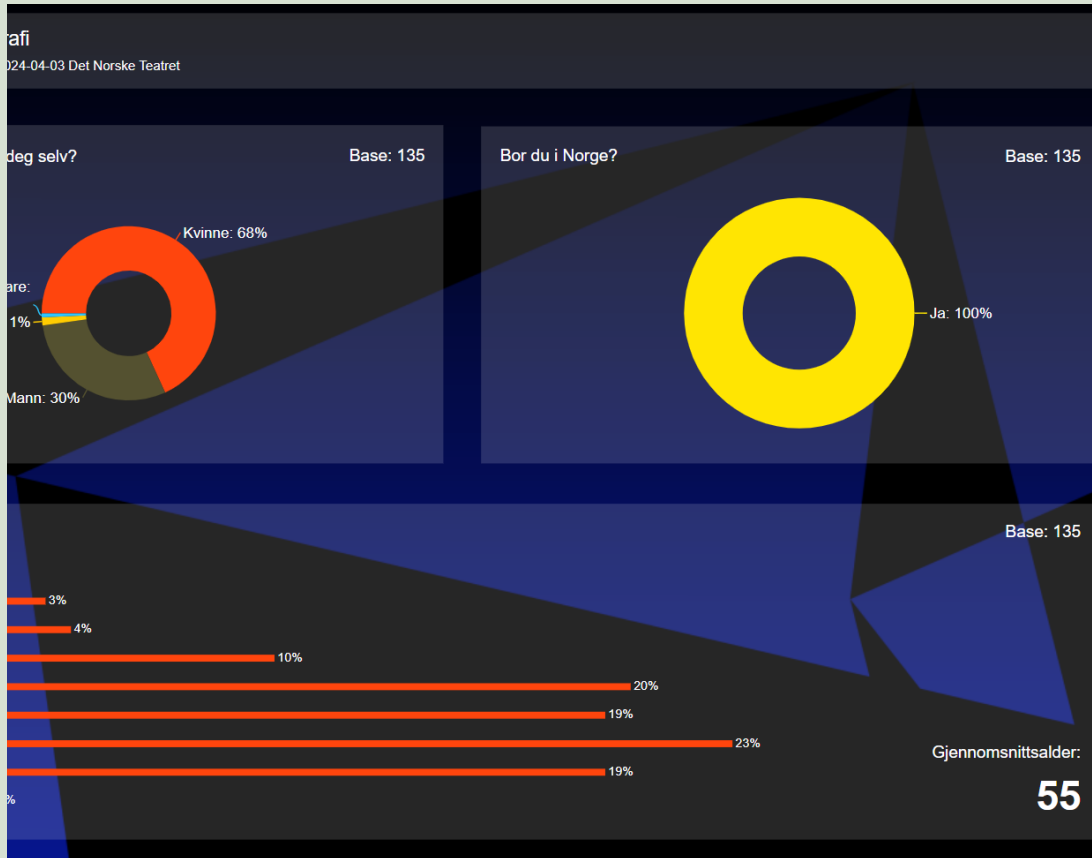 rafi
024-04-03 Det Norske Teatret
deg selv?
Base: 135
Kvinne: 68%
are:
1%
Mann: 30%
Bor du i Norge?
Base: 135
Ja: 100%
Base: 135
3%
4%
10%
20%
19%
23%
19%
%
Gjennomsnittsalder:
55